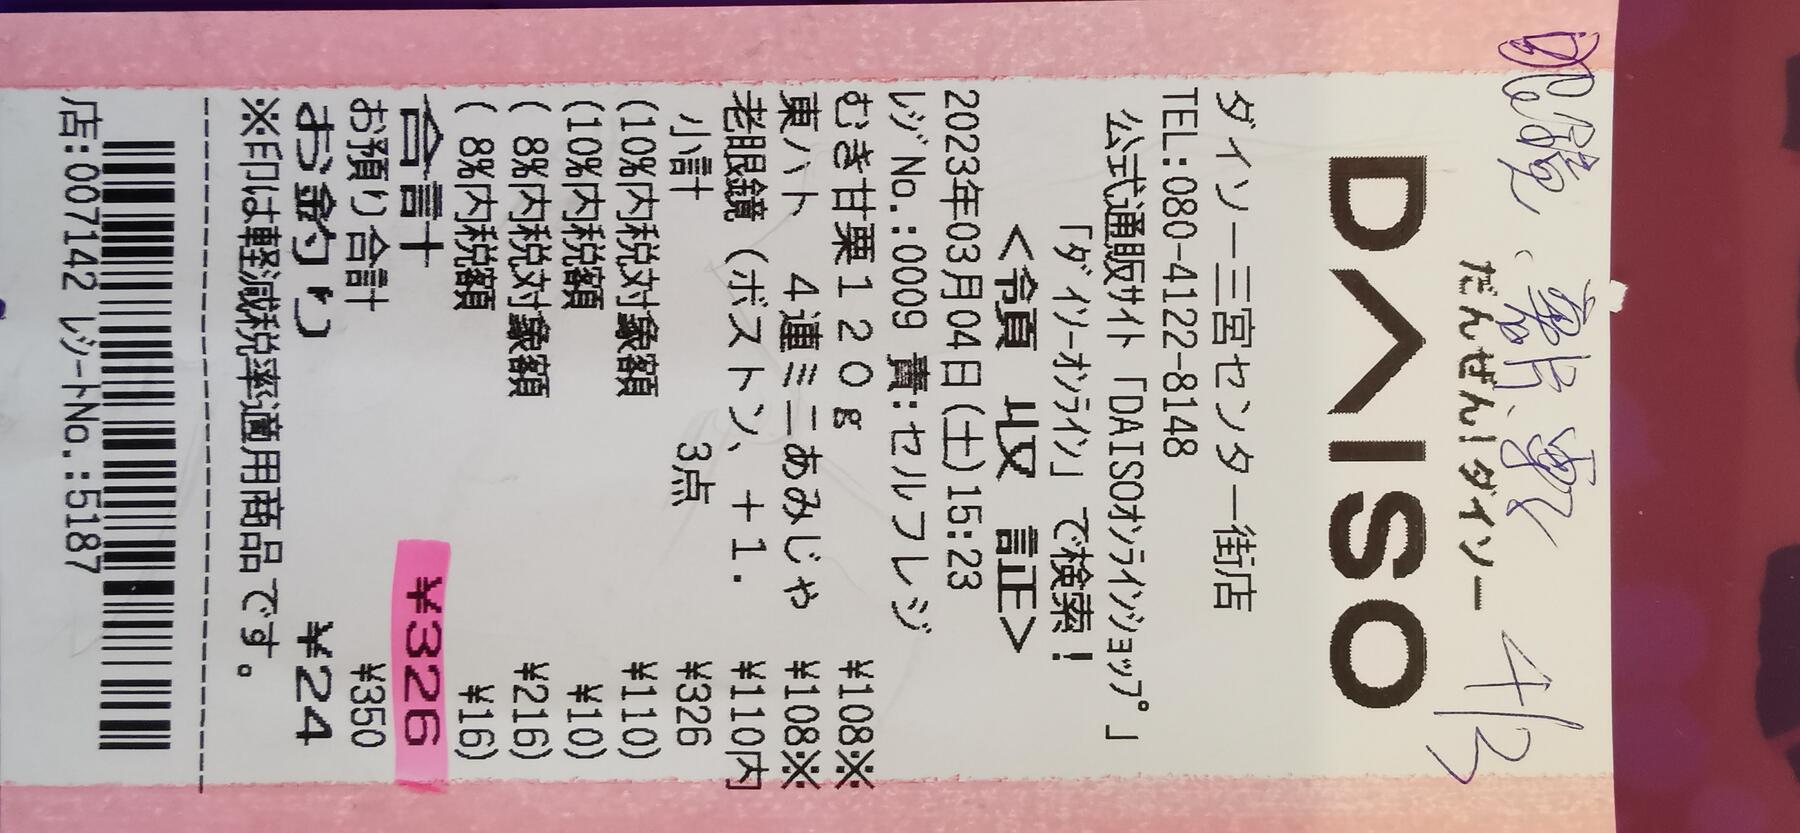 DAISO
だんぜん!ダイソー
4/3
ダイソー三宮センター街店
TEL:080-4122-8148
公式通販サイト「DAISOオンラインショップ」
「ダイソーオンライン」で検索!
<領 収 証>
2023年03月04日(土)15:23
レジNo.:0009 責:セルフレジ
むき甘栗120g ¥108※
東ハト 4連ミニあみじゃ ¥108※
老眼鏡(ボストン、+1. ¥110内
小計 3点 ¥326
(10%内税対象額 ¥110)
(10%内税額 ¥10)
( 8%内税対象額 ¥216)
( 8%内税額 ¥16)
合計 ¥326
お預り合計 ¥350
お釣り ¥24
※印は軽減税率適用商品です。
店:007142 レシートNo.:5187